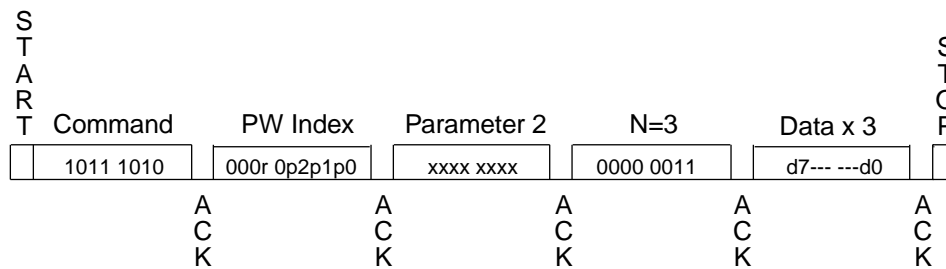 START
Command
PW Index
Parameter 2
N=3
Data x 3
STOP
1011 1010
000r 0p2p1p0
xxxx xxxx
0000 0011
d7--- ---d0
ACK
ACK
ACK
ACK
ACK